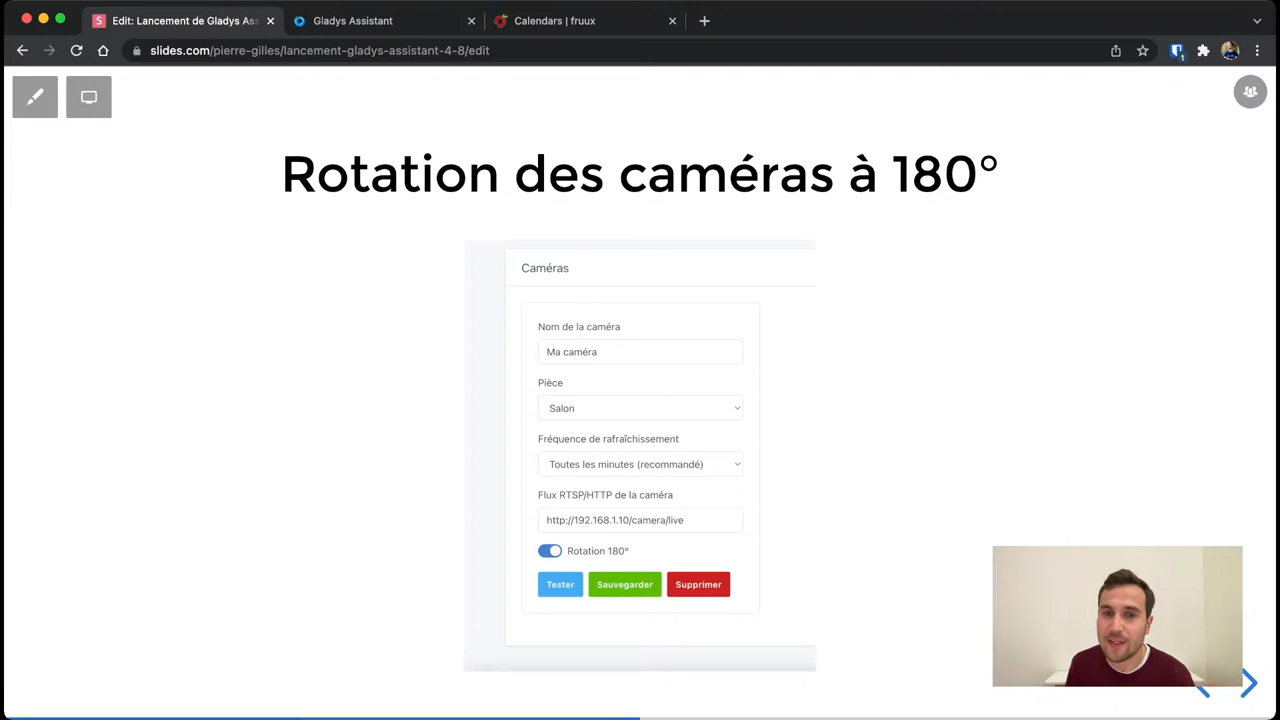 Edit: Lancement de Gladys Ass
Gladys Assistant
Calendars | fruux
slides.com/pierre-gilles/lancement-gladys-assistant-4-8/edit
1
Rotation des caméras à 180°
Caméras
Nom de la caméra
Ma caméra
Pièce
Salon
Fréquence de rafraîchissement
Toutes les minutes (recommandé)
Flux RTSP/HTTP de la caméra
http://192.168.1.10/camera/live
Rotation 180°
Tester
Sauvegarder
Supprimer